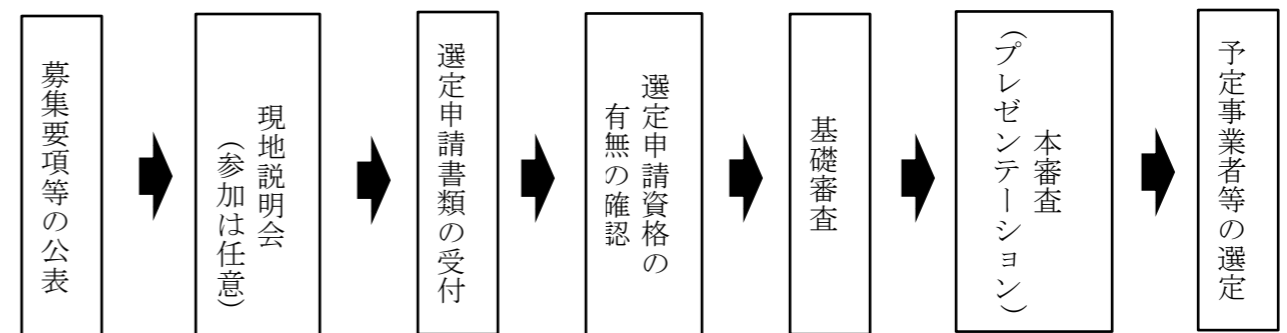 募集要項等の公表
現地説明会
（参加は任意）
選定申請書類の受付
選定申請資格の
有無の確認
基礎審査
本審査
（プレゼンテーション）
予定事業者等の選定